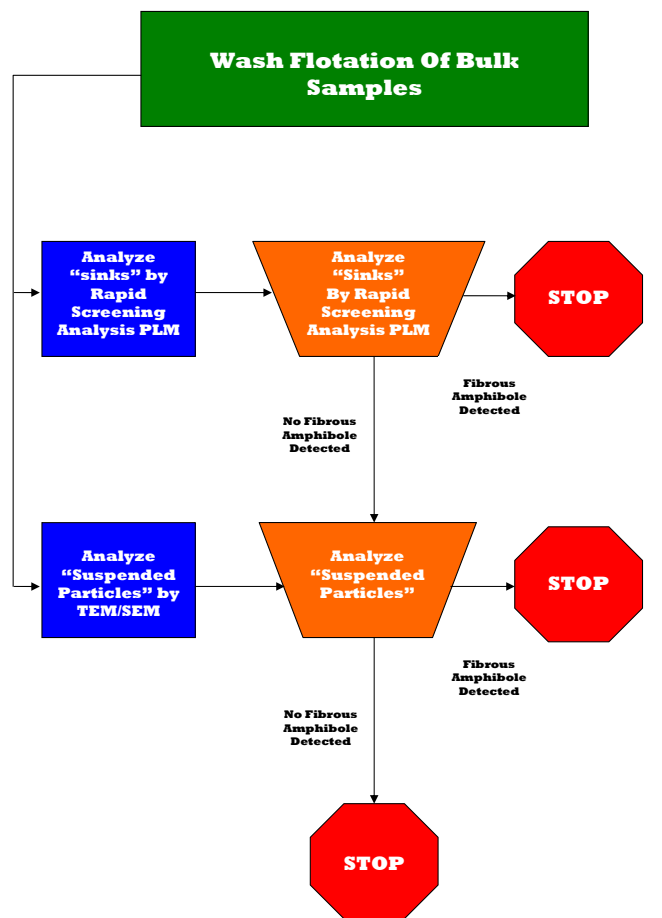 Wash Flotation Of Bulk
Samples
Analyze
“sinks” by
Rapid
Screening
Analysis PLM
Analyze
“Sinks”
By Rapid
Screening
Analysis PLM
STOP
Fibrous
Amphibole
Detected
No Fibrous
Amphibole
Detected
Analyze
“Suspended
Particles” by
TEM/SEM
Analyze
“Suspended
Particles”
STOP
Fibrous
Amphibole
Detected
No Fibrous
Amphibole
Detected
STOP